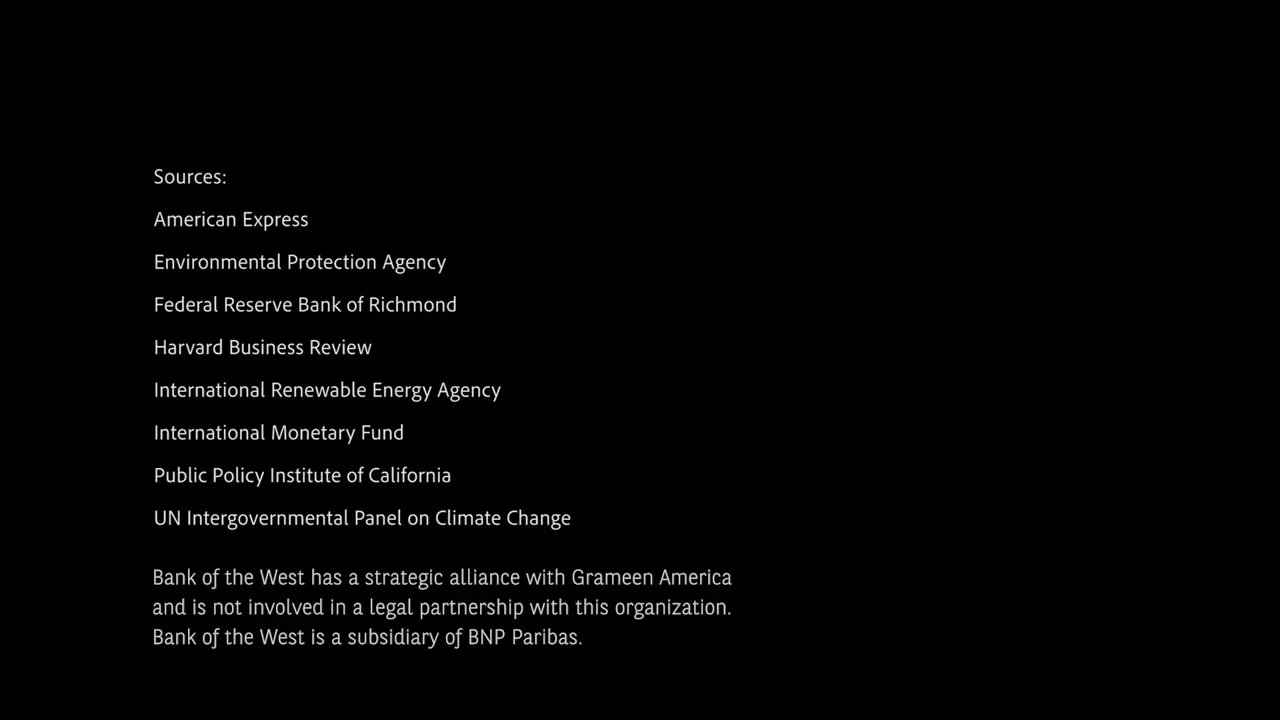 Sources:
American Express
Environmental Protection Agency
Federal Reserve Bank of Richmond
Harvard Business Review
International Renewable Energy Agency
International Monetary Fund
Public Policy Institute of California
UN Intergovernmental Panel on Climate Change
Bank of the West has a strategic alliance with Grameen America
and is not involved in a legal partnership with this organization.
Bank of the West is a subsidiary of BNP Paribas.